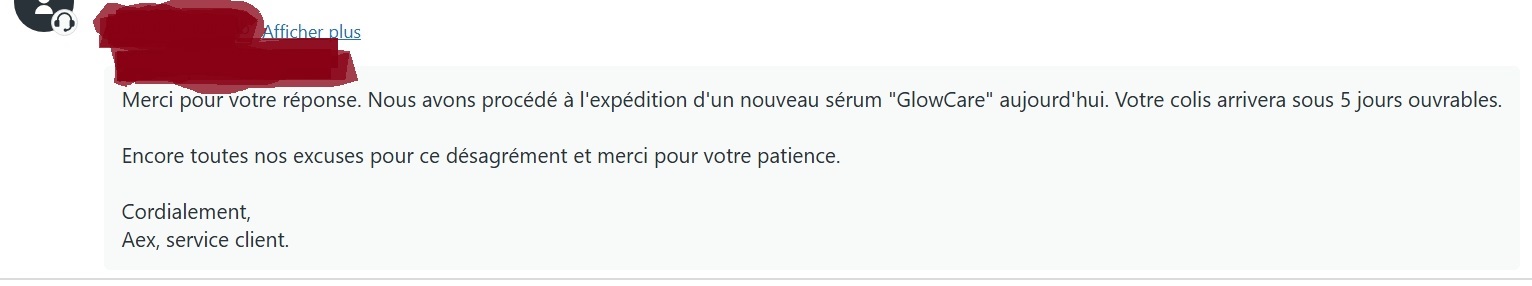 Afficher plus
Merci pour votre réponse. Nous avons procédé à l'expédition d'un nouveau sérum "GlowCare" aujourd'hui. Votre colis arrivera sous 5 jours ouvrables.
Encore toutes nos excuses pour ce désagrément et merci pour votre patience.
Cordialement,
Aex, service client.